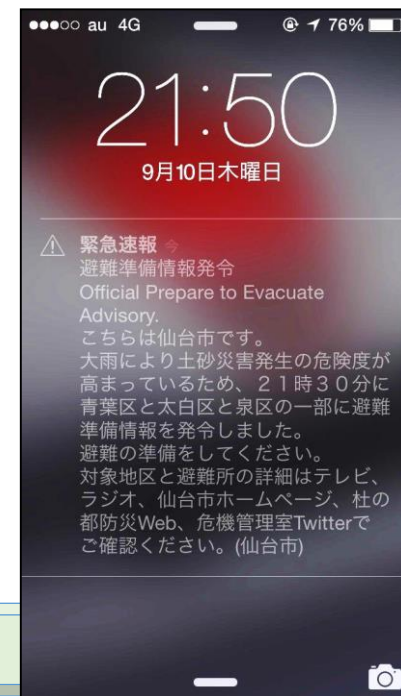 au 4G 76%
21:50
9月10日木曜日
緊急速報 今
避難準備情報発令
Official Prepare to Evacuate
Advisory.
こちらは仙台市です。
大雨により土砂災害発生の危険度が
高まっているため、21時30分に
青葉区と太白区と泉区の一部に避難
準備情報を発令しました。
避難の準備をしてください。
対象地区と避難所の詳細はテレビ、
ラジオ、仙台市ホームページ、杜の
都防災Web、危機管理室Twitterで
ご確認ください。(仙台市)